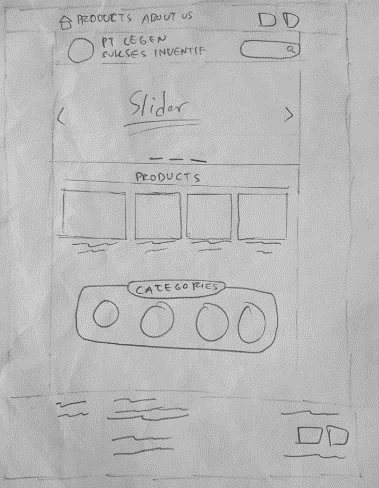 PRODUCTS ABOUT US
PT LEGEN
SUKSES INVENTIF
Slider
PRODUCTS
CATEGORIES